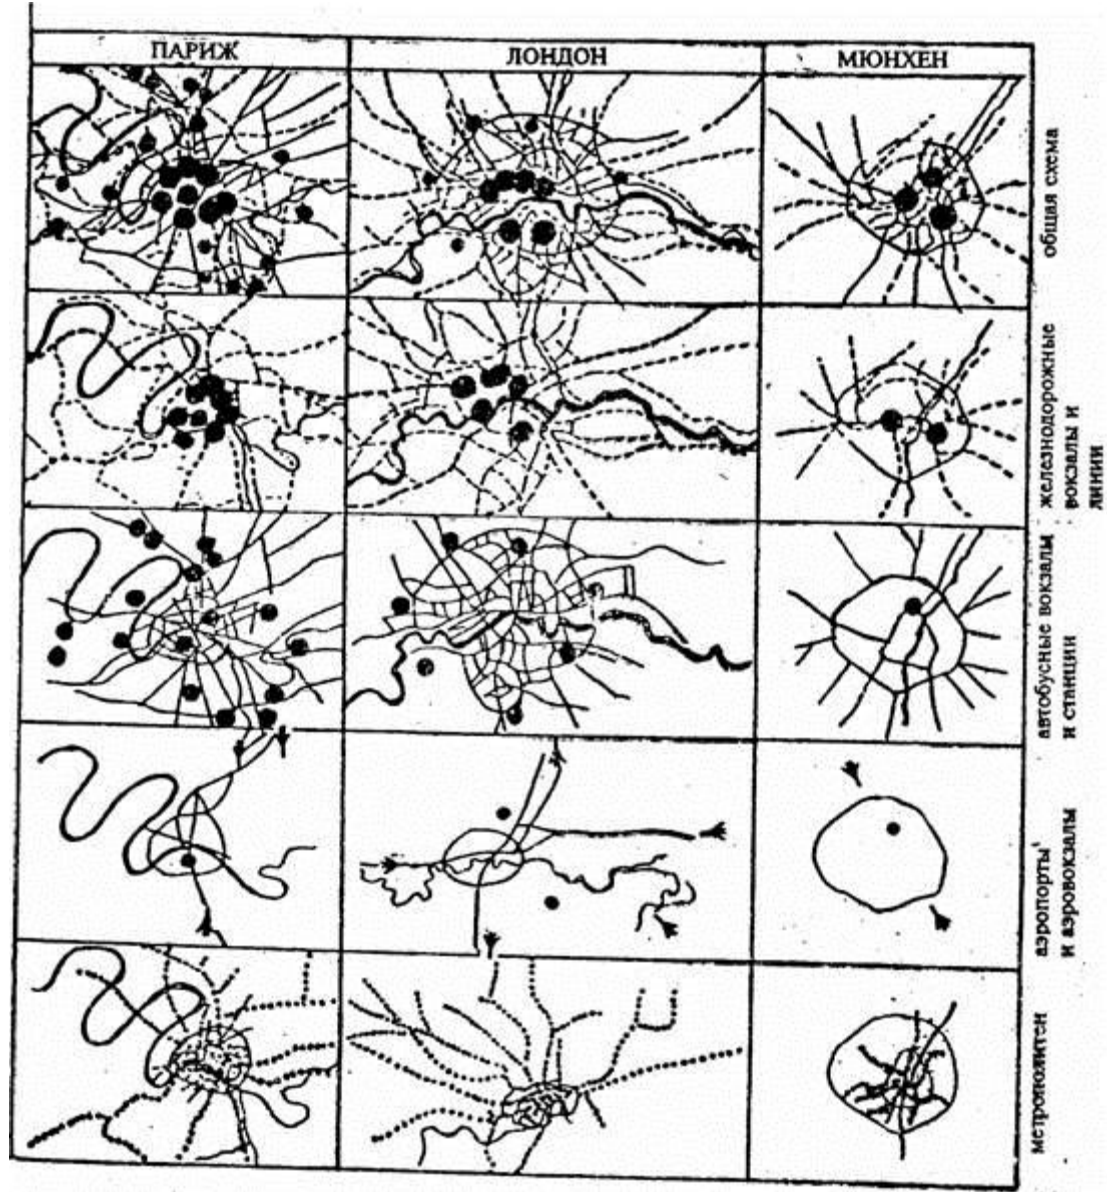 ПАРИЖ
ЛОНДОН
МЮНХЕН
общая схема
железнодорожные
вокзалы и
линии
автобусные вокзалы
и станции
аэропорты
и аэровокзалы
метрополитен